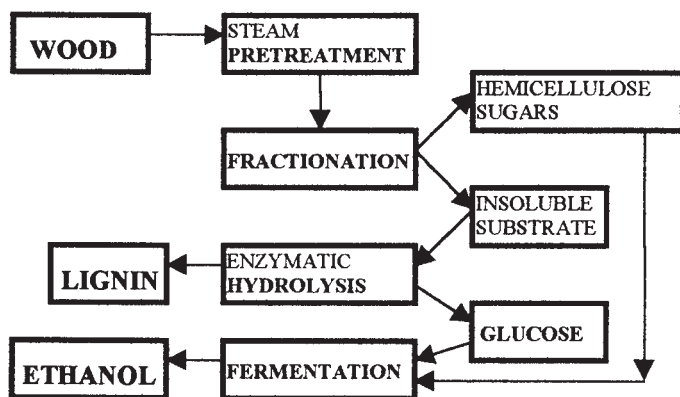 WOOD
STEAM
PRETREATMENT
HEMICELLULOSE
SUGARS
FRACTIONATION
INSOLUBLE
SUBSTRATE
LIGNIN
ENZYMATIC
HYDROLYSIS
GLUCOSE
ETHANOL
FERMENTATION